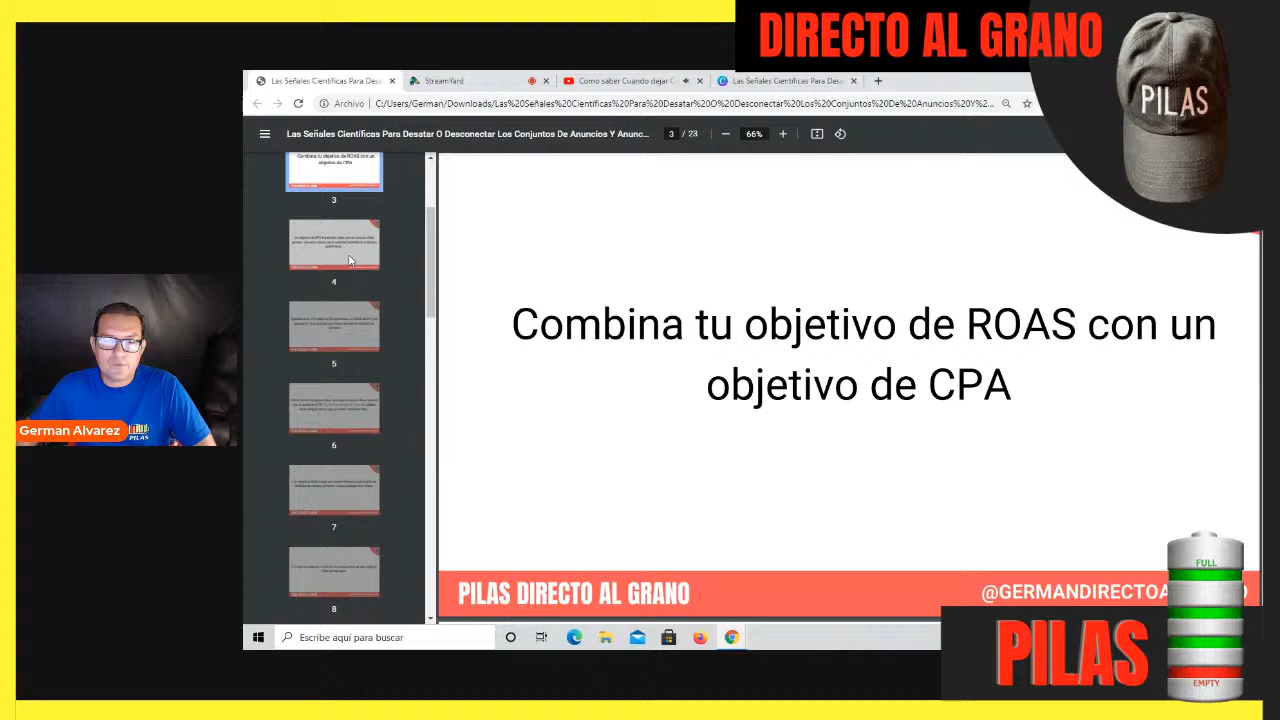 DIRECTO AL GRANO
PILAS
Las Señales Científicas Para Desa
StreamYard
Como saber Cuando dejar C
Las Señales Científicas Para Desa
Archivo
C:/Users/German/Downloads/Las%20Señales%20Científicas%20Para%20Desatar%20O%20Desconectar%20Los%20Conjuntos%20De%20Anuncios%20Y%2...
Las Señales Científicas Para Desatar O Desconectar Los Conjuntos De Anuncios Y Anunc...
3 / 23
66%
Combina tu objetivo de ROAS con un
objetivo de CPA
3
4
5
6
7
8
Combina tu objetivo de ROAS con un
objetivo de CPA
PILAS DIRECTO AL GRANO
@GERMANDIRECTOA
O
German Alvarez
PILAS
Escribe aquí para buscar
FULL
PILAS
EMPTY